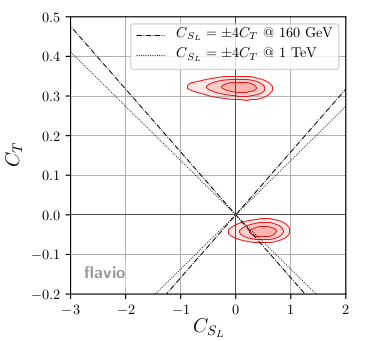 0.5
0.4
0.3
0.2
0.1
0.0
−0.1
−0.2
C_T
C_{S_L} = ±4C_T @ 160 GeV
C_{S_L} = ±4C_T @ 1 TeV
flavio
−3 −2 −1 0 1 2
C_{S_L}